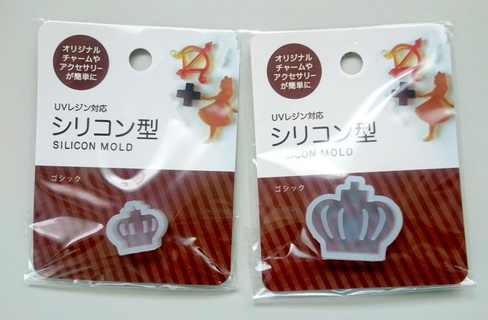 オリジナル
チャームや
アクセサリー
が簡単に
UVレジン対応
シリコン型
SILICON MOLD
ゴシック
オリジナル
チャームや
アクセサリー
が簡単に
UVレジン対応
シリコン型
SILICON MOLD
ゴシック